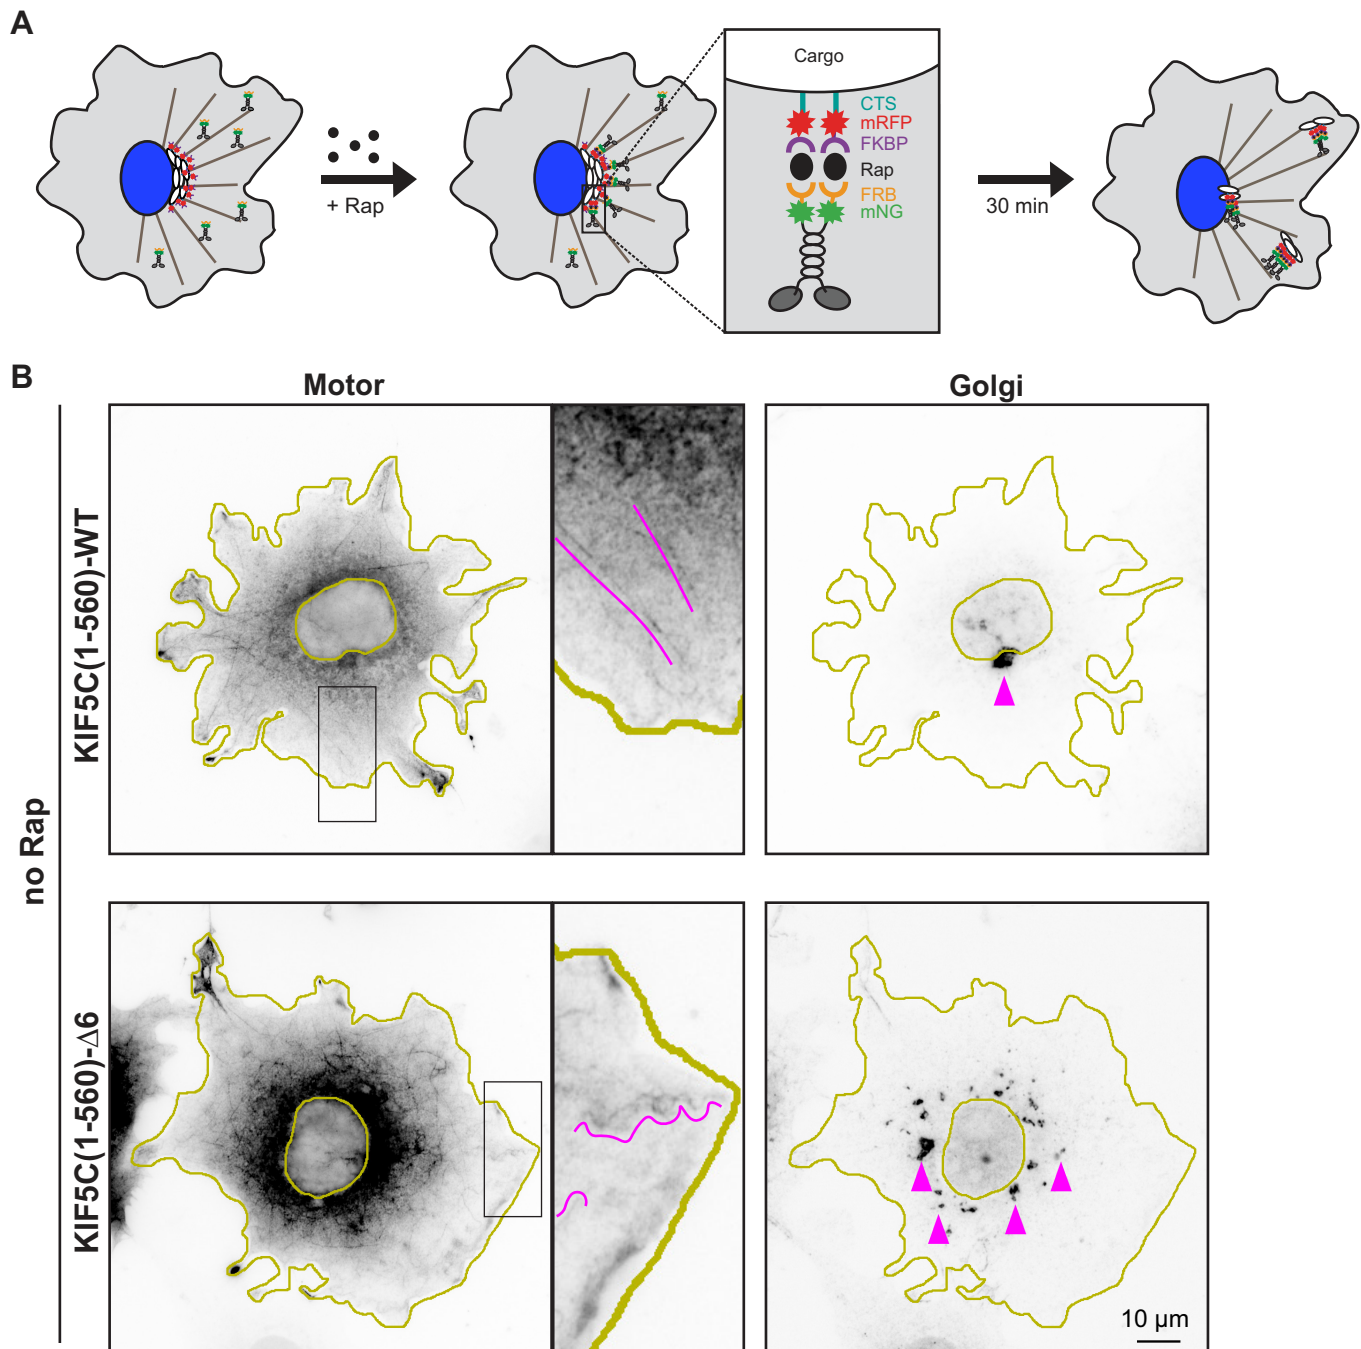 A
+ Rap
Cargo
CTS
mRFP
FKBP
Rap
FRB
mNG
30 min
B
Motor
Golgi
no Rap
KIF5C(1-560)-WT
KIF5C(1-560)-Δ6
10 µm